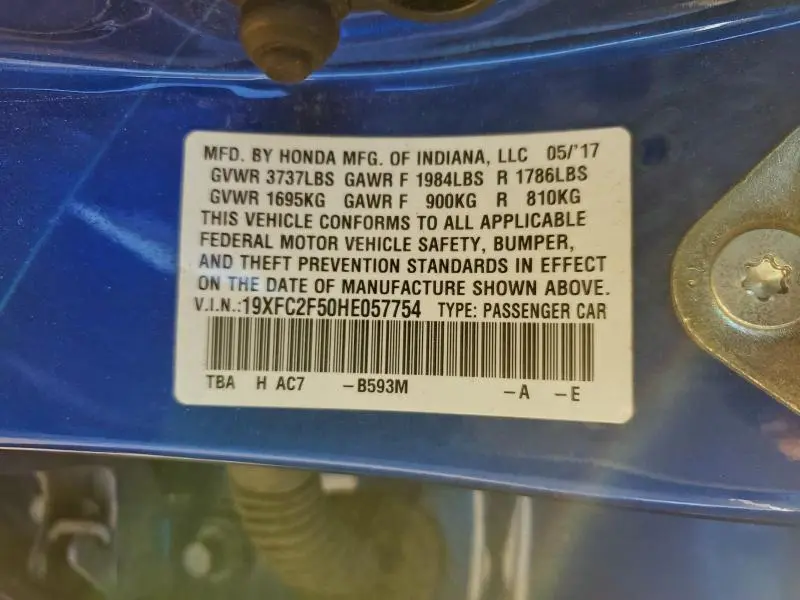 MFD. BY HONDA MFG. OF INDIANA, LLC 05/'17
GVWR 3737LBS GAWR F 1984LBS R 1786LBS
GVWR 1695KG GAWR F 900KG R 810KG
THIS VEHICLE CONFORMS TO ALL APPLICABLE
FEDERAL MOTOR VEHICLE SAFETY, BUMPER,
AND THEFT PREVENTION STANDARDS IN EFFECT
ON THE DATE OF MANUFACTURE SHOWN ABOVE.
V.I.N.:19XFC2F50HE057754 TYPE: PASSENGER CAR
TBA H AC7 -B593M -A -E